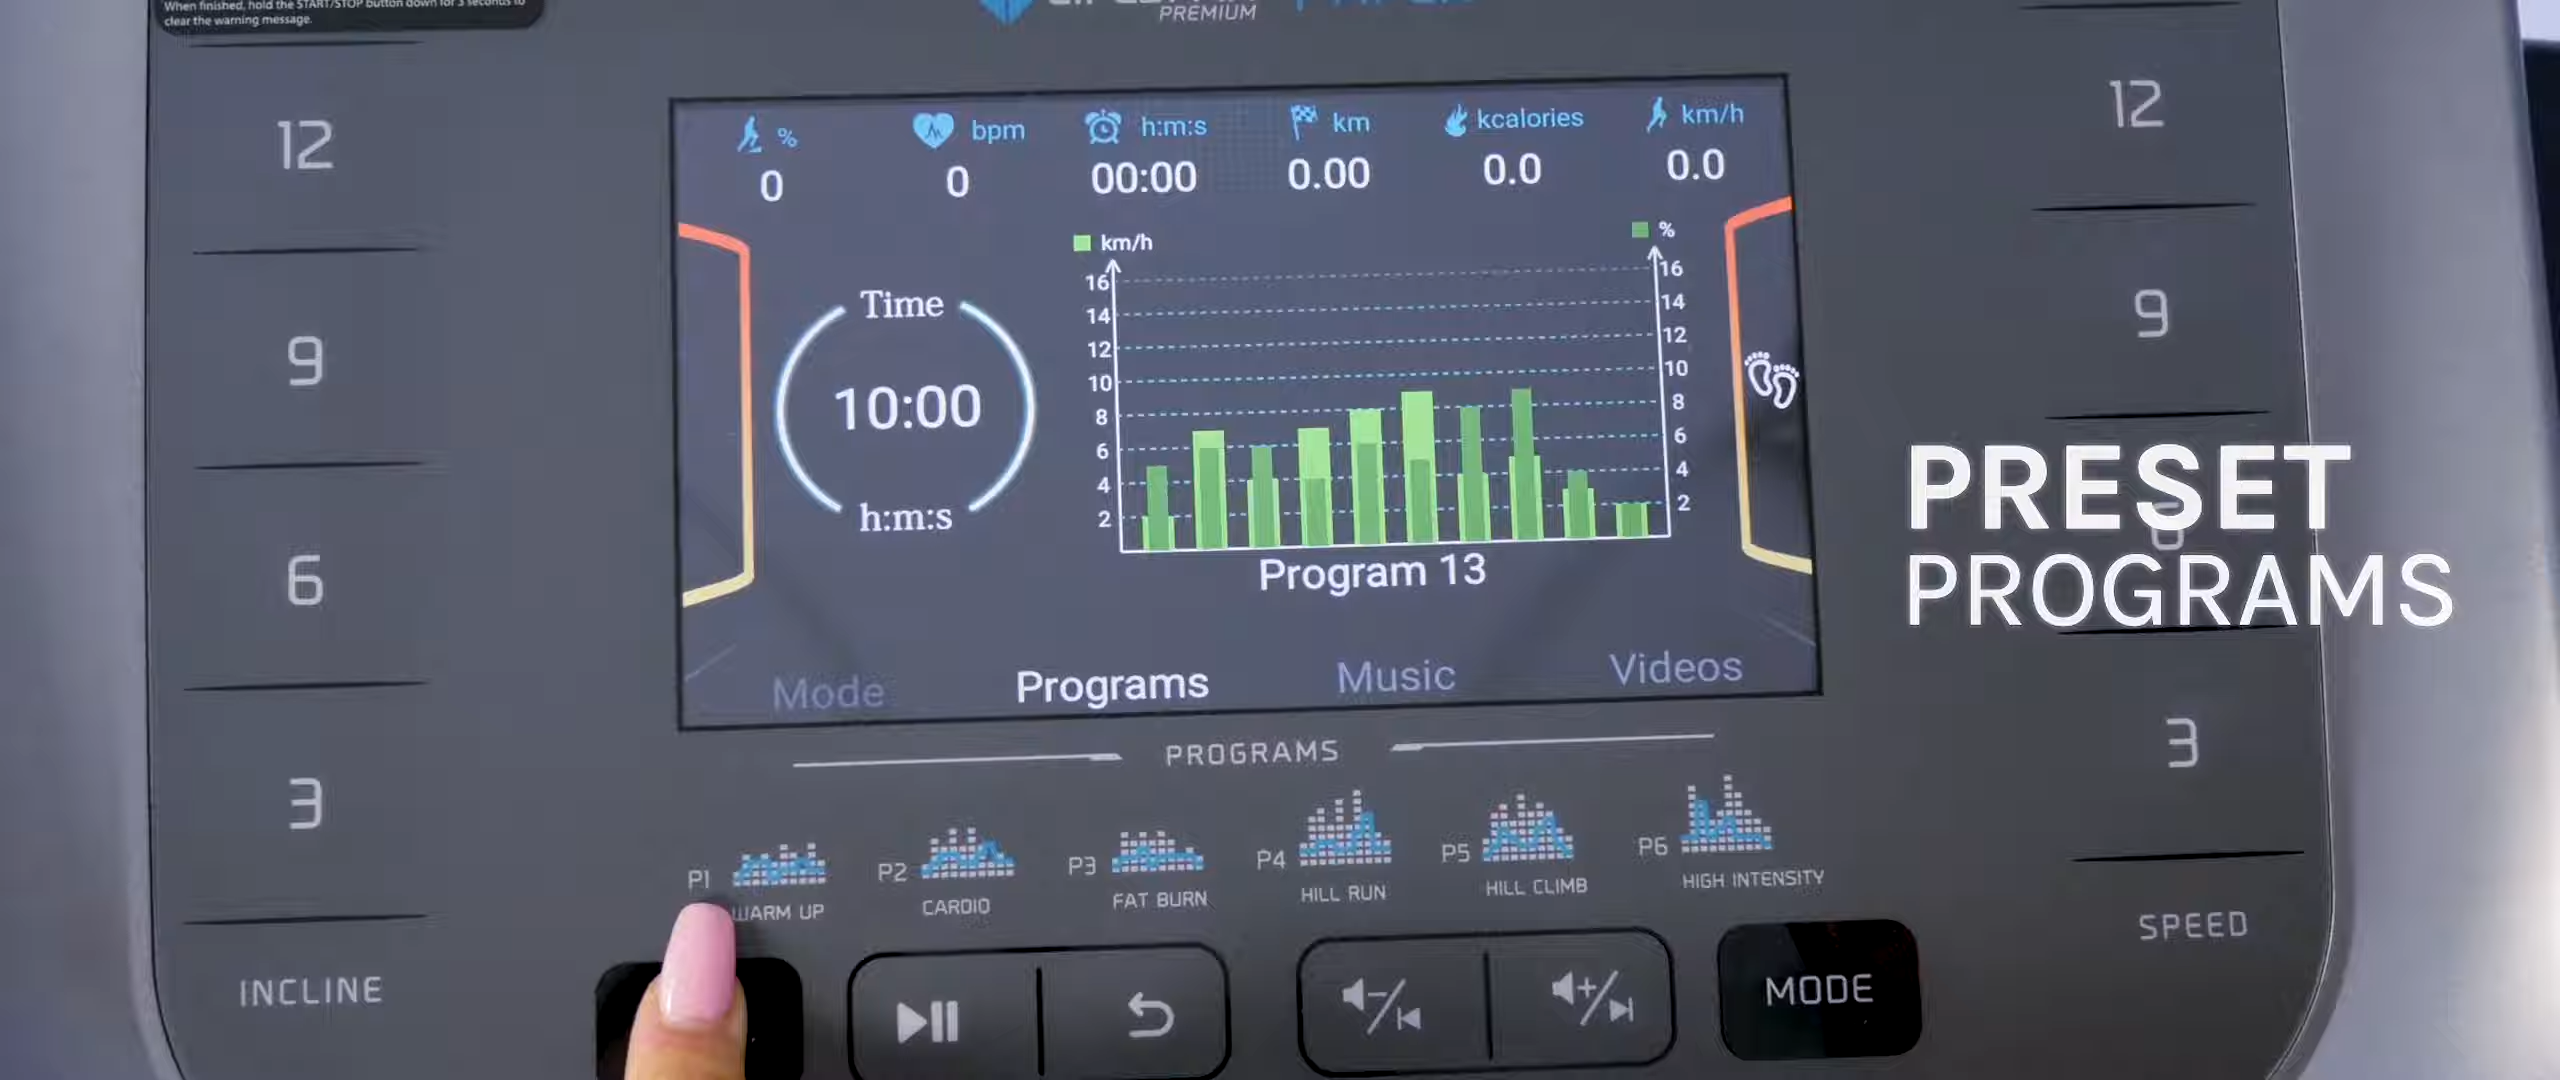 When finished, hold the START/STOP button down for 3 seconds to
clear the warning message.
PREMIUM
12
9
6
3
INCLINE
%
bpm
h:m:s
km
kcalories
km/h
0
0
00:00
0.00
0.0
0.0
Time
10:00
h:m:s
km/h
%
16
14
12
10
8
6
4
2
16
14
12
10
8
6
4
2
Program 13
Mode Programs Music Videos
PROGRAMS
P1
WARM UP
P2
CARDIO
P3
FAT BURN
P4
HILL RUN
P5
HILL CLIMB
P6
HIGH INTENSITY
MODE
12
9
3
SPEED
PRESET
PROGRAMS